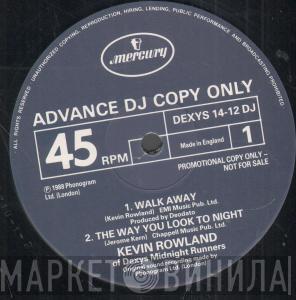 UNAUTHORIZED COPYING, HIRING, LENDING, PUBLIC PERFORMANCE AND BROADCASTING PROHIBITED
ALL RIGHTS RESERVED
mercury
ADVANCE DJ COPY ONLY
45
RPM
DEXYS 14-12 DJ
Made in England
1
PROMOTIONAL COPY ONLY –
NOT FOR SALE
℗ 1988 Phonogram
Ltd. (London)
1. WALK AWAY
(Kevin Rowland) EMI Music Pub. Ltd.
Produced by Deodato
2. THE WAY YOU LOOK TO NIGHT
(Jerome Kern) Chappell Music Pub. Ltd.
KEVIN ROWLAND
of Dexys Midnight Runners
Original sound recording made by
Phonogram Ltd. (London)
МАРКЕТ ВИНИЛА